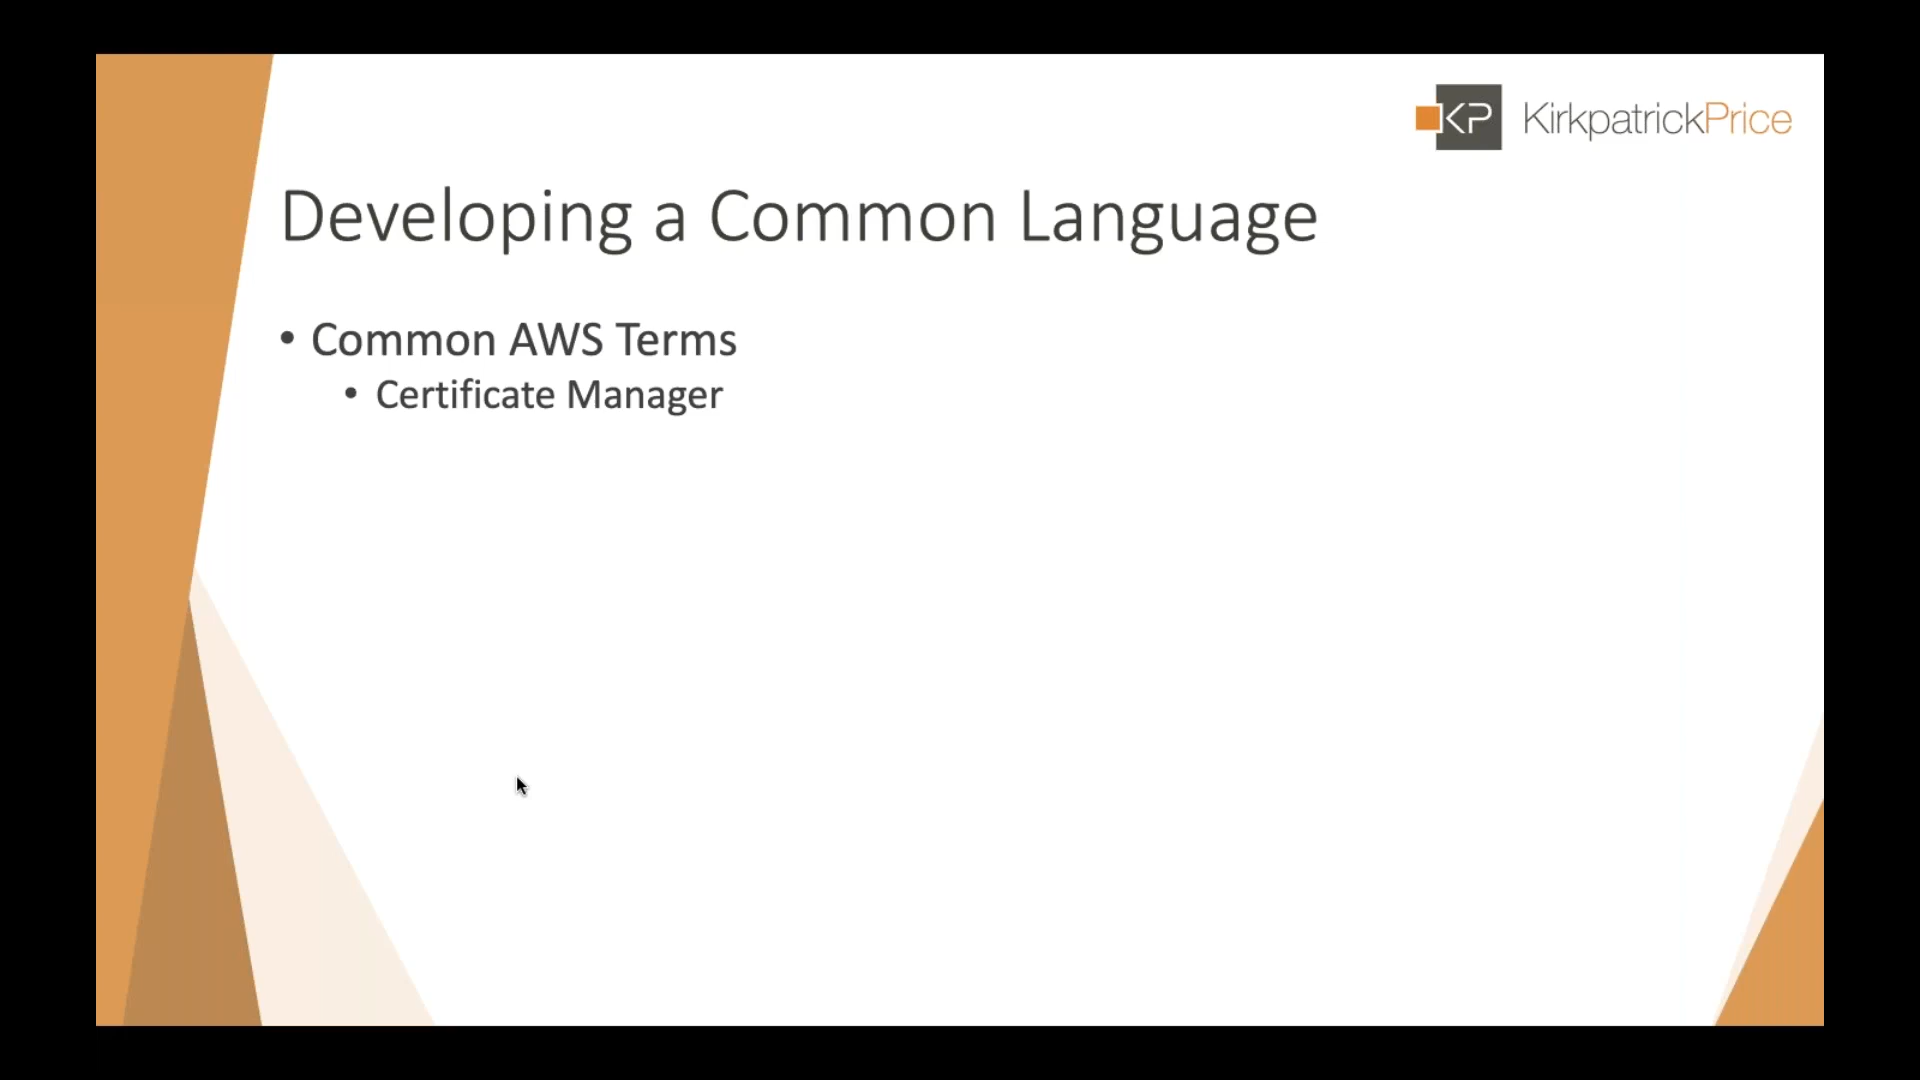 KP KirkpatrickPrice
Developing a Common Language
• Common AWS Terms
• Certificate Manager